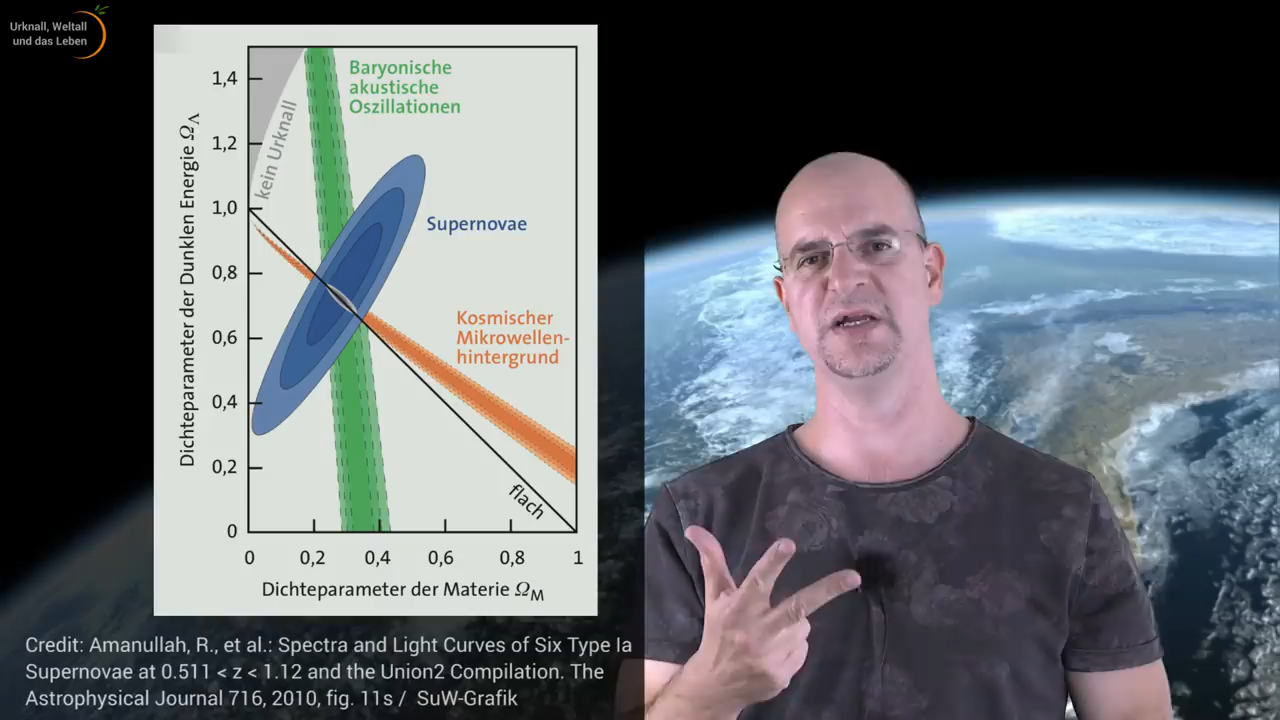 Urknall, Weltall
und das Leben
Baryonische
akustische
Oszillationen
kein Urknall
Supernovae
Kosmischer
Mikrowellen-
hintergrund
flach
Dichteparameter der Dunklen Energie Ω_Λ
1,4
1,2
1,0
0,8
0,6
0,4
0,2
0
0 0,2 0,4 0,6 0,8 1
Dichteparameter der Materie Ω_M
Credit: Amanullah, R., et al.: Spectra and Light Curves of Six Type Ia
Supernovae at 0.511 < z < 1.12 and the Union2 Compilation. The
Astrophysical Journal 716, 2010, fig. 11s / SuW-Grafik